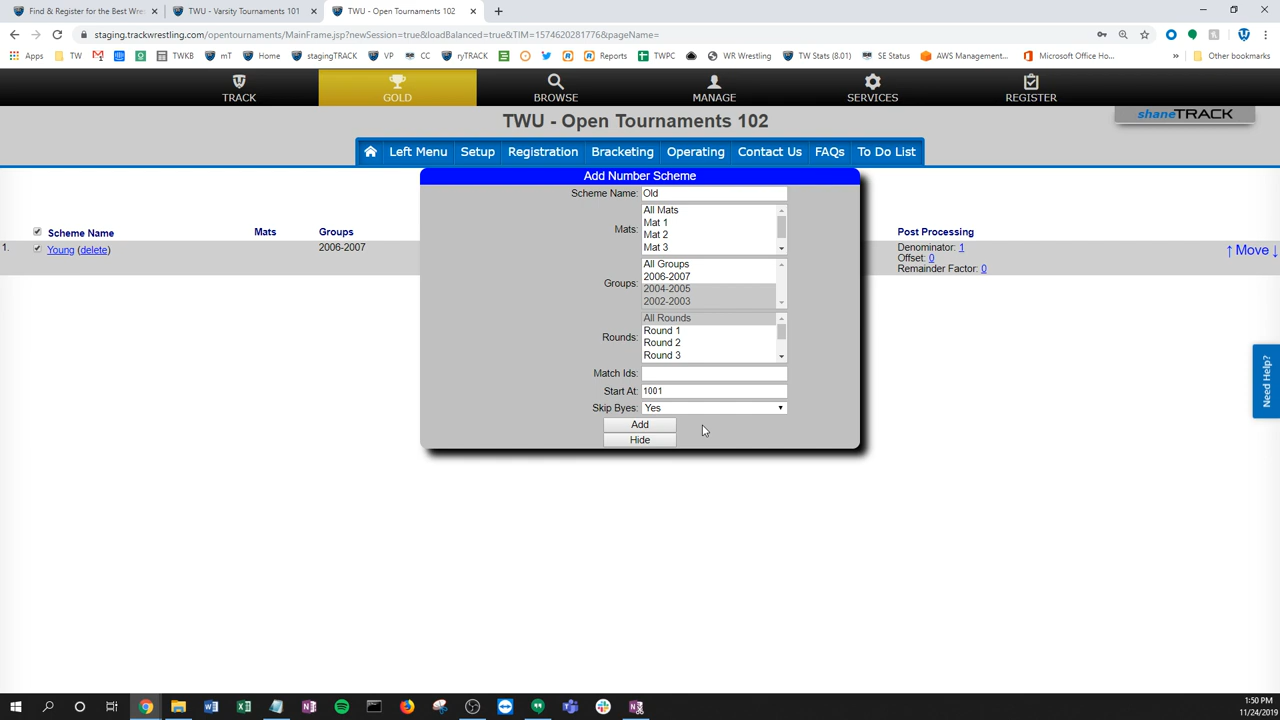 Find & Register for the Best Wre
TWU - Varsity Tournaments 101
TWU - Open Tournaments 102
staging.trackwrestling.com/opentournaments/MainFrame.jsp?newSession=true&loadBalanced=true&TIM=1574620281776&pageName=
Apps
TW
TWKB
mT
Home
stagingTRACK
VP
CC
ryTRACK
Reports
TWPC
WR Wrestling
TW Stats (8.01)
SE Status
AWS Management...
Microsoft Office Ho...
Other bookmarks
TRACK
GOLD
BROWSE
MANAGE
SERVICES
REGISTER
TWU - Open Tournaments 102
shaneTRACK
Left Menu
Setup
Registration
Bracketing
Operating
Contact Us
FAQs
To Do List
Add Number Scheme
Scheme Name: Old
Mats:
All Mats
Mat 1
Mat 2
Mat 3
Groups:
All Groups
2006-2007
2004-2005
2002-2003
Rounds:
All Rounds
Round 1
Round 2
Round 3
Match Ids:
Start At: 1001
Skip Byes: Yes
Add
Hide
Scheme Name
Mats
Groups
Post Processing
1.
Young (delete)
2006-2007
Denominator: 1
Offset: 0
Remainder Factor: 0
↑ Move ↓
Need Help?
1:50 PM
11/24/2019